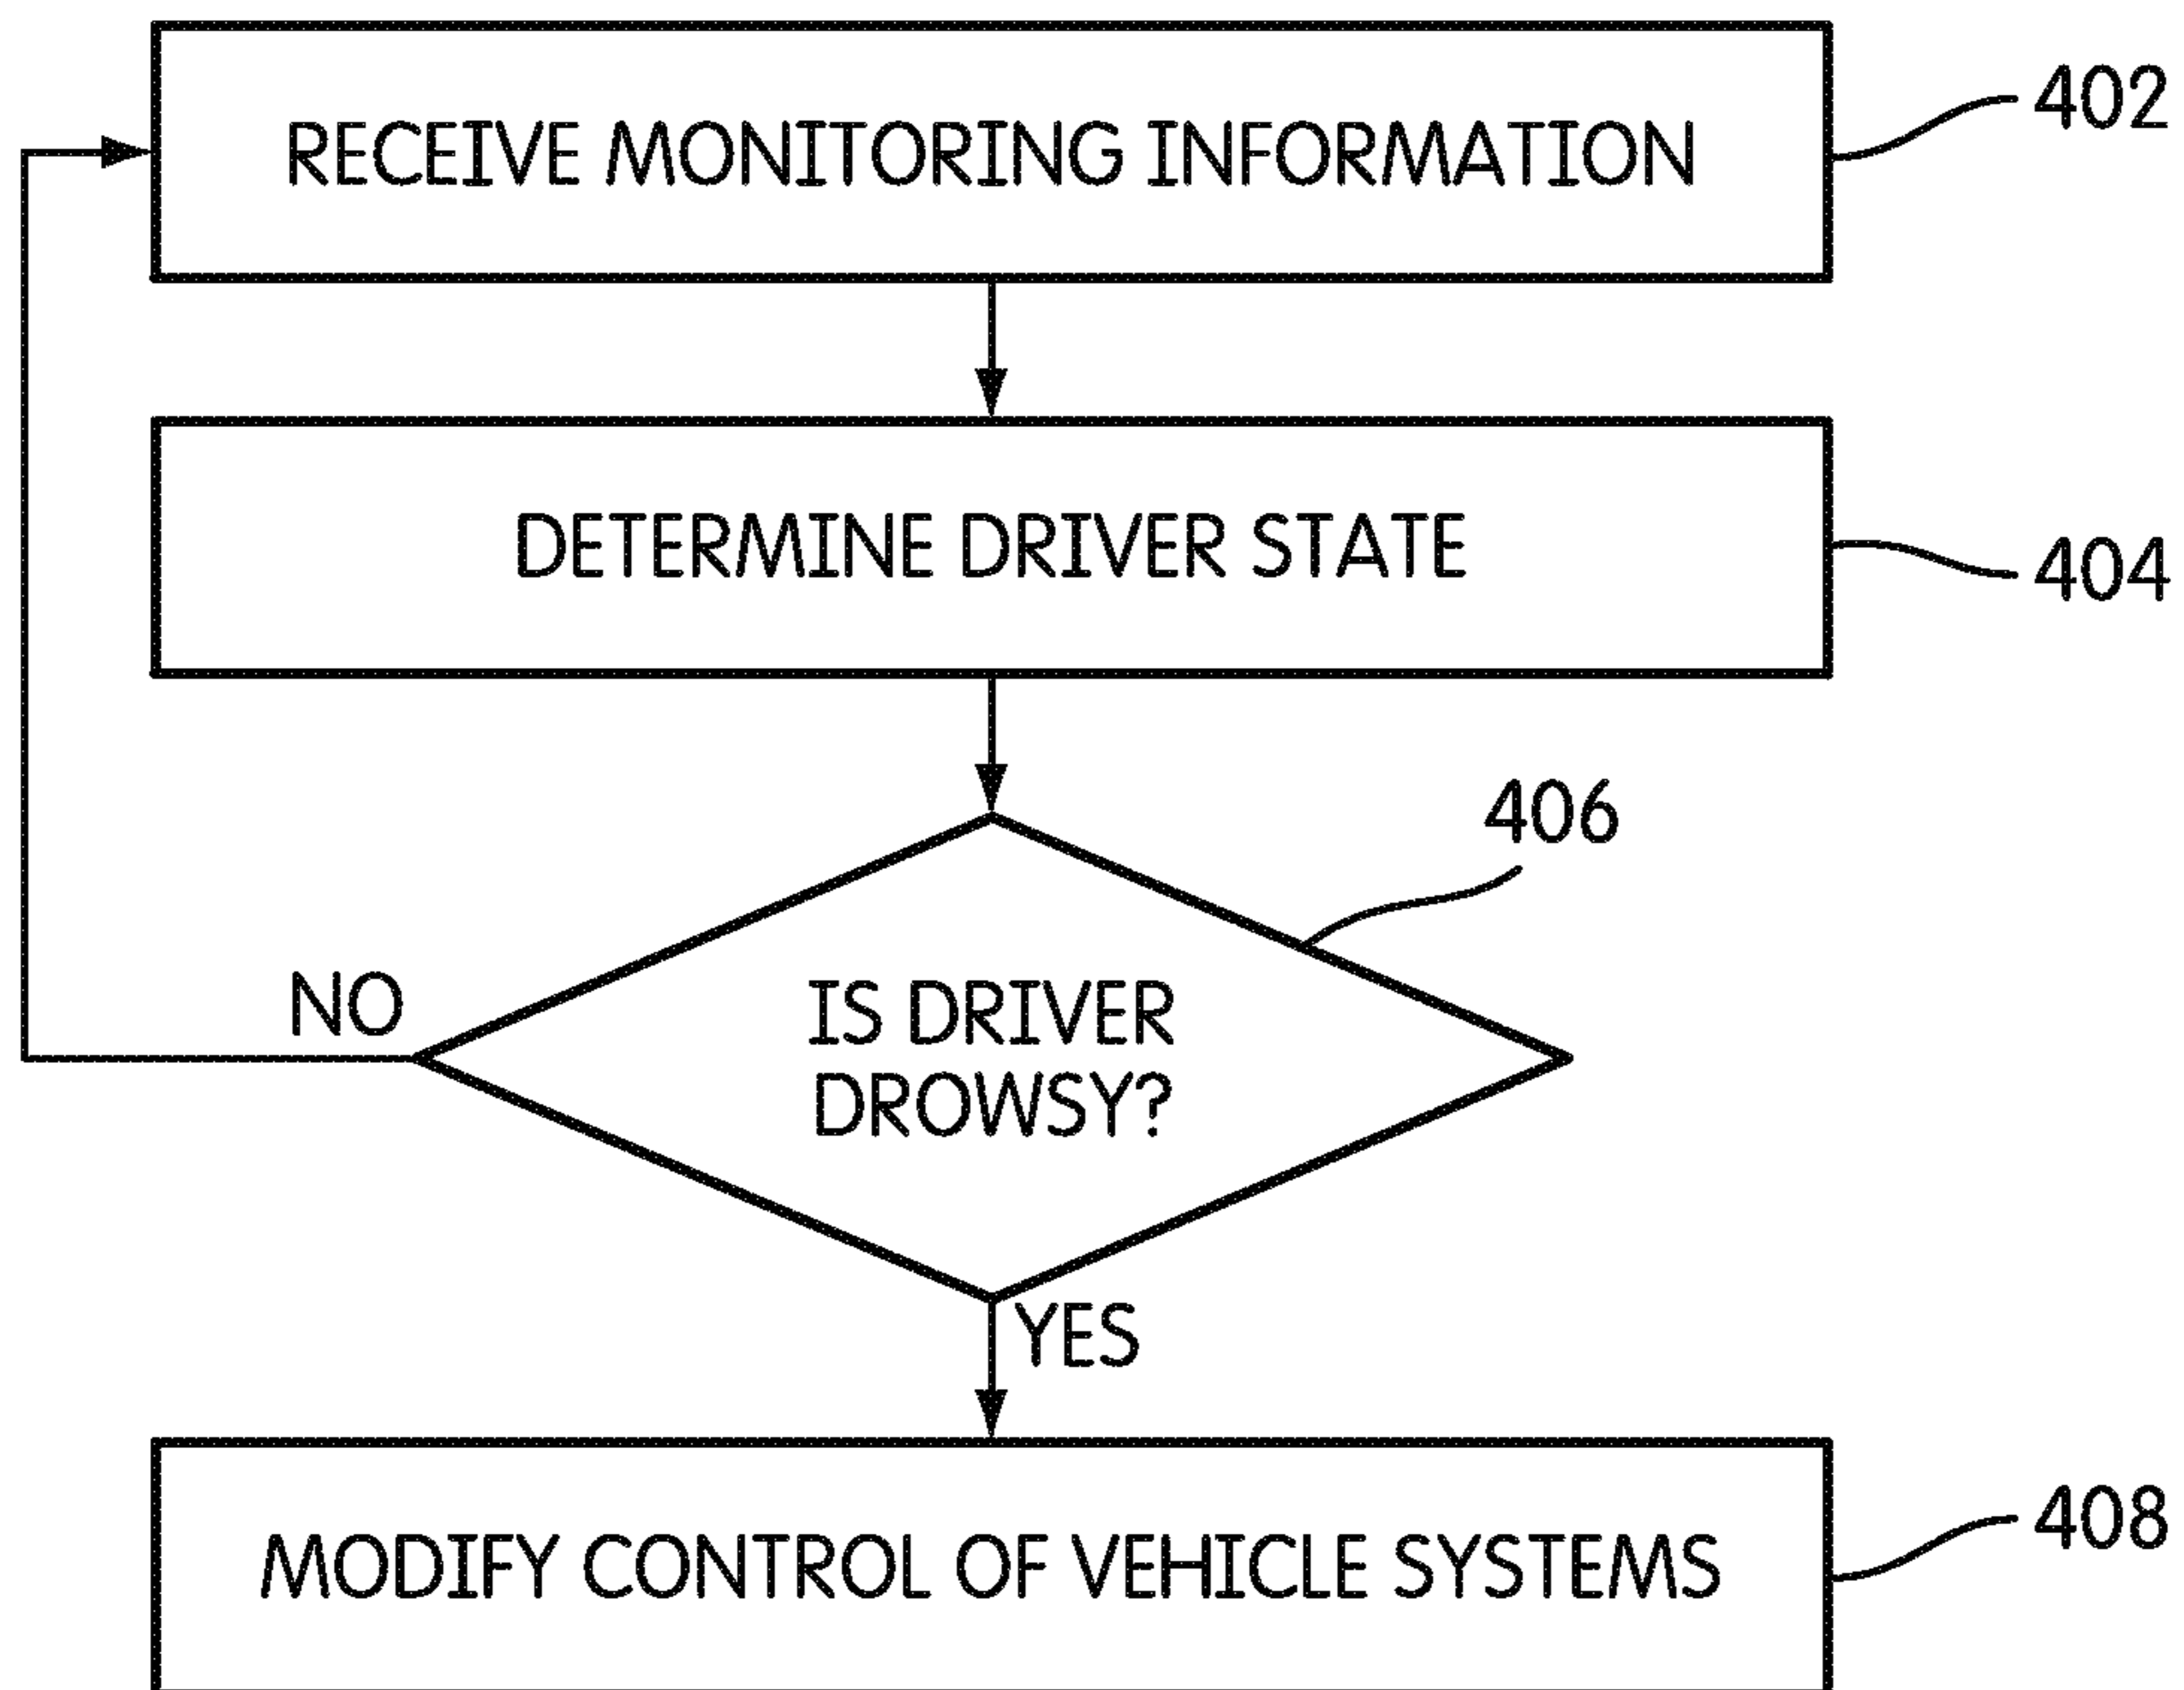 RECEIVE MONITORING INFORMATION
402
DETERMINE DRIVER STATE
404
406
IS DRIVER
DROWSY?
NO
YES
MODIFY CONTROL OF VEHICLE SYSTEMS
408